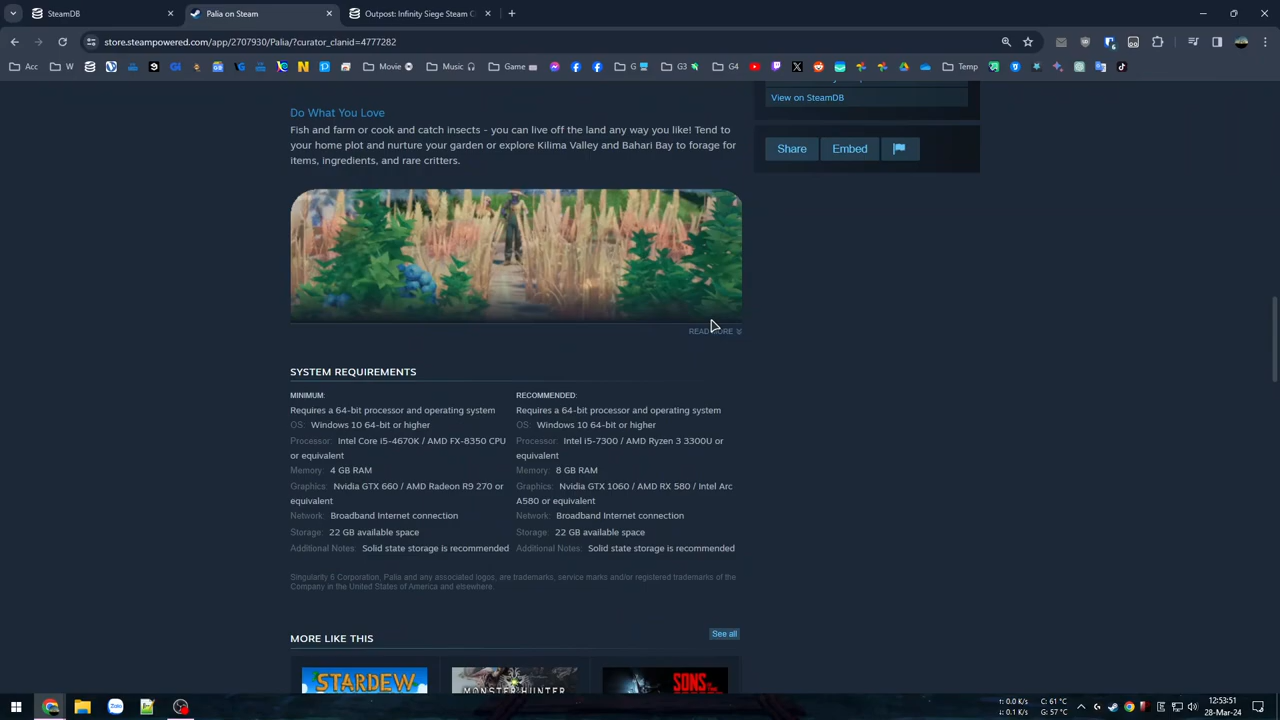 SteamDB
Palia on Steam
Outpost: Infinity Siege Steam C
store.steampowered.com/app/2707930/Palia/?curator_clanid=4777282
Acc
W
Movie
Music
Game
G
G3
G4
Temp
View on SteamDB
Do What You Love
Fish and farm or cook and catch insects - you can live off the land any way you like! Tend to
your home plot and nurture your garden or explore Kilima Valley and Bahari Bay to forage for
items, ingredients, and rare critters.
Share
Embed
READ MORE
SYSTEM REQUIREMENTS
MINIMUM:
Requires a 64-bit processor and operating system
OS: Windows 10 64-bit or higher
Processor: Intel Core i5-4670K / AMD FX-8350 CPU
or equivalent
Memory: 4 GB RAM
Graphics: Nvidia GTX 660 / AMD Radeon R9 270 or
equivalent
Network: Broadband Internet connection
Storage: 22 GB available space
Additional Notes: Solid state storage is recommended
RECOMMENDED:
Requires a 64-bit processor and operating system
OS: Windows 10 64-bit or higher
Processor: Intel i5-7300 / AMD Ryzen 3 3300U or
equivalent
Memory: 8 GB RAM
Graphics: Nvidia GTX 1060 / AMD RX 580 / Intel Arc
A580 or equivalent
Network: Broadband Internet connection
Storage: 22 GB available space
Additional Notes: Solid state storage is recommended
Singularity 6 Corporation, Palia and any associated logos, are trademarks, service marks and/or registered trademarks of the
Company in the United States of America and elsewhere.
MORE LIKE THIS
See all
STARDEW
MONSTER HUNTER
SONS
Zalo
↑: 0.0 K/s
↓: 0.1 K/s
C: 61 °C
G: 57 °C
12:53:51
28-Mar-24